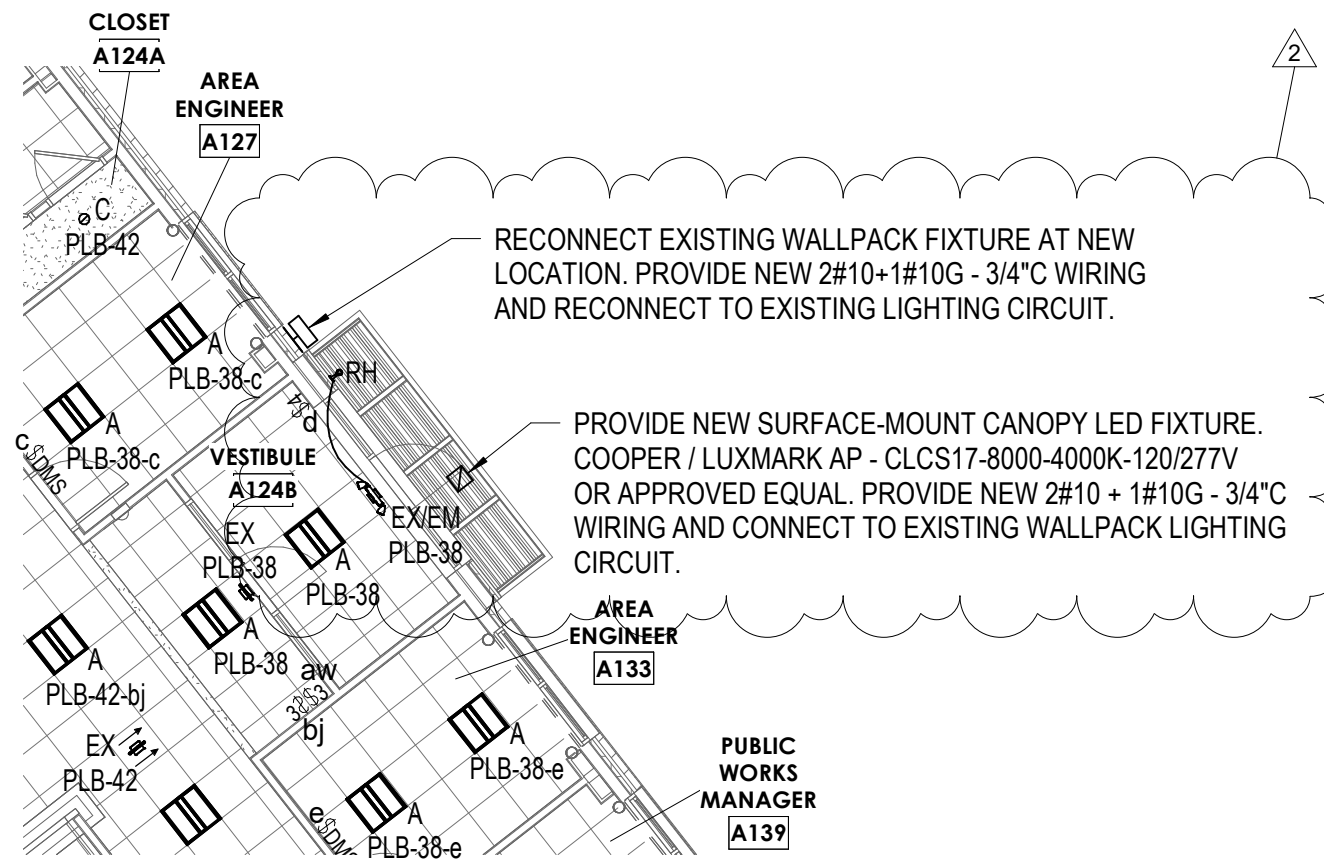 CLOSET
A124A
2
AREA
ENGINEER
A127
C
PLB-42
RECONNECT EXISTING WALLPACK FIXTURE AT NEW
LOCATION. PROVIDE NEW 2#10+1#10G - 3/4"C WIRING
AND RECONNECT TO EXISTING LIGHTING CIRCUIT.
A
PLB-38-c
RH
$4
d
A
PLB-38-c
c
$DMS
VESTIBULE
A124B
PROVIDE NEW SURFACE-MOUNT CANOPY LED FIXTURE.
COOPER / LUXMARK AP - CLCS17-8000-4000K-120/277V
OR APPROVED EQUAL. PROVIDE NEW 2#10 + 1#10G - 3/4"C
WIRING AND CONNECT TO EXISTING WALLPACK LIGHTING
CIRCUIT.
EX/EM
PLB-38
EX
PLB-38
A
PLB-38
A
PLB-38
AREA
ENGINEER
A133
A
PLB-42-bj
aw
3$$3
bj
EX
PLB-42
A
PLB-38-e
PUBLIC
WORKS
MANAGER
A139
e
$DMS
A
PLB-38-e